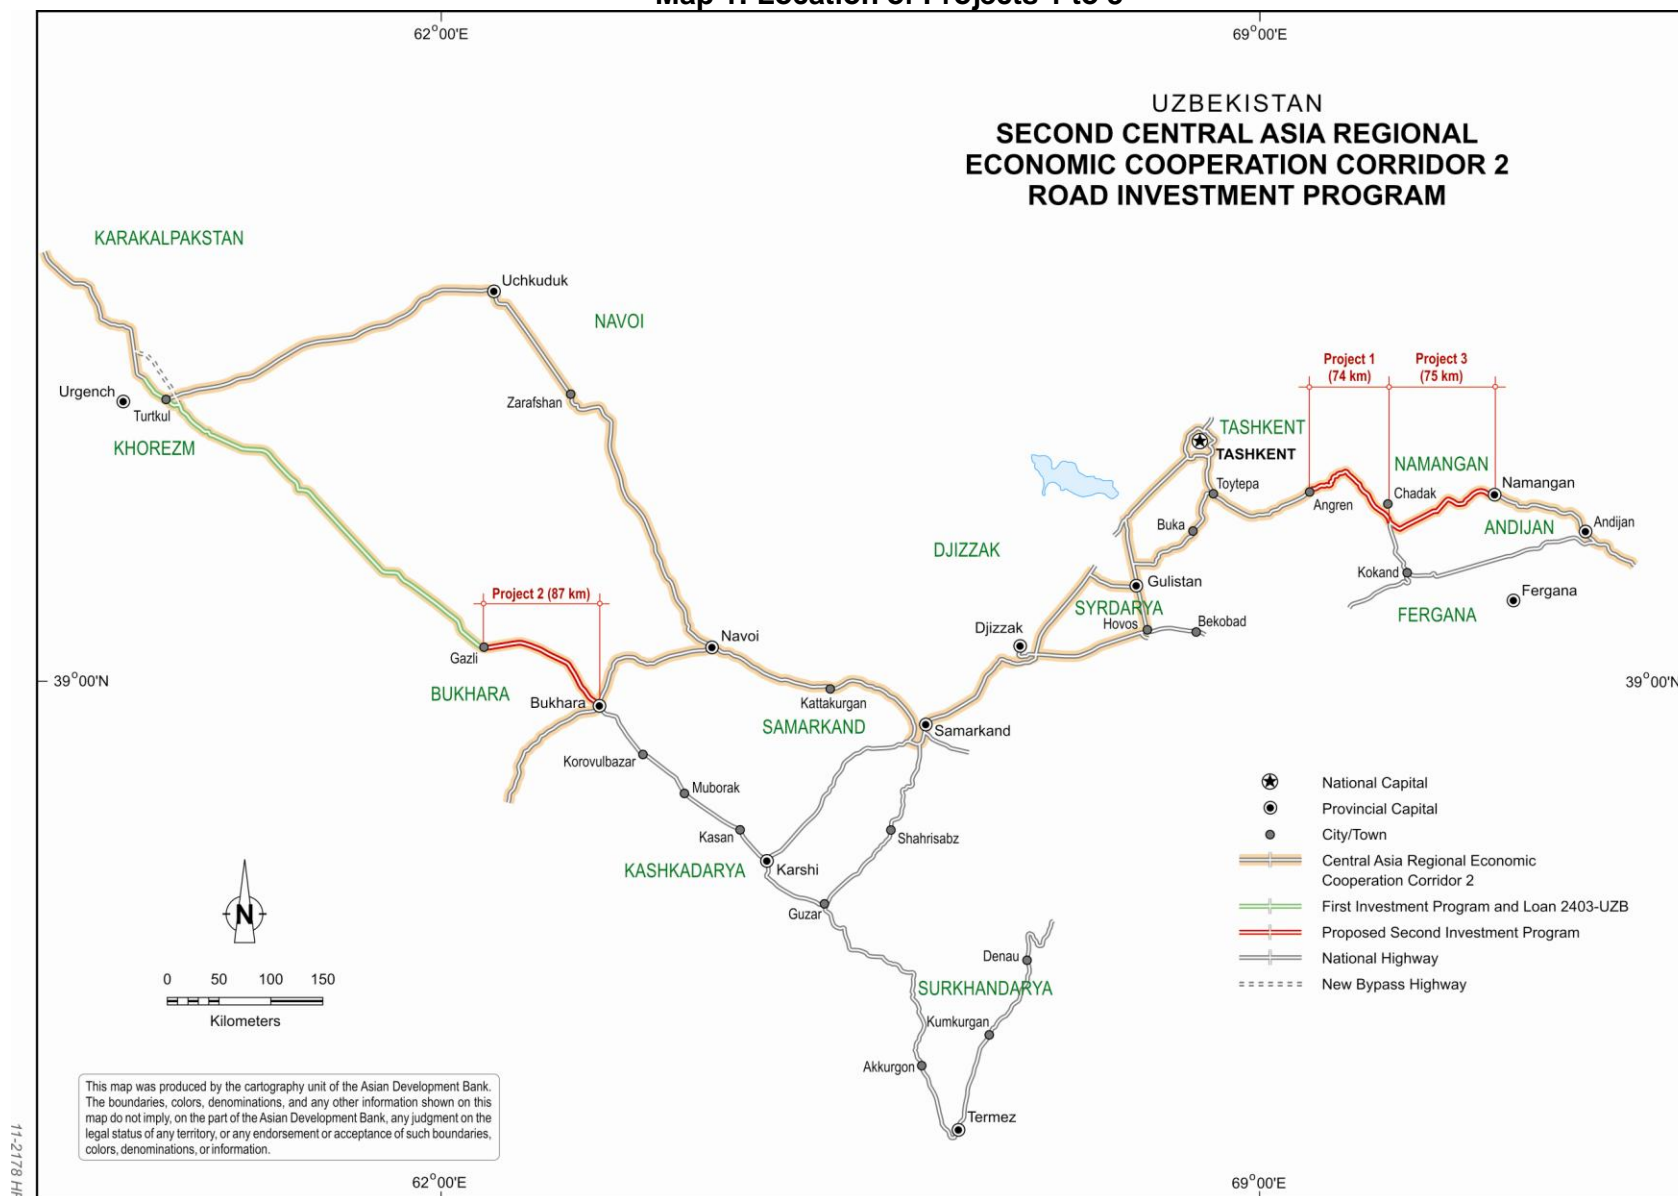 Map 1: Location of Projects 1 to 3
62°00'E
69°00'E
UZBEKISTAN
SECOND CENTRAL ASIA REGIONAL
ECONOMIC COOPERATION CORRIDOR 2
ROAD INVESTMENT PROGRAM
KARAKALPAKSTAN
Uchkuduk
NAVOI
Project 1
(74 km)
Project 3
(75 km)
Urgench
Turtkul
Zarafshan
KHOREZM
TASHKENT
TASHKENT
NAMANGAN
Toytepa
Angren
Chadak
Namangan
Buka
ANDIJAN
Andijan
DJIZZAK
Kokand
Gulistan
Fergana
SYRDARYA
FERGANA
Project 2 (87 km)
Hovos
Bekobad
Djizzak
Navoi
Gazli
39°00'N
39°00'N
BUKHARA
Bukhara
Kattakurgan
SAMARKAND
Samarkand
Korovulbazar
Muborak
Kasan
Shahrisabz
KASHKADARYA
Karshi
Guzar
Denau
SURKHANDARYA
Kumkurgan
Akkurgon
Termez
National Capital
Provincial Capital
City/Town
Central Asia Regional Economic
Cooperation Corridor 2
First Investment Program and Loan 2403-UZB
Proposed Second Investment Program
National Highway
New Bypass Highway
N
0 50 100 150
Kilometers
This map was produced by the cartography unit of the Asian Development Bank.
The boundaries, colors, denominations, and any other information shown on this
map do not imply, on the part of the Asian Development Bank, any judgment on the
legal status of any territory, or any endorsement or acceptance of such boundaries,
colors, denominations, or information.
11-2178
62°00'E
69°00'E